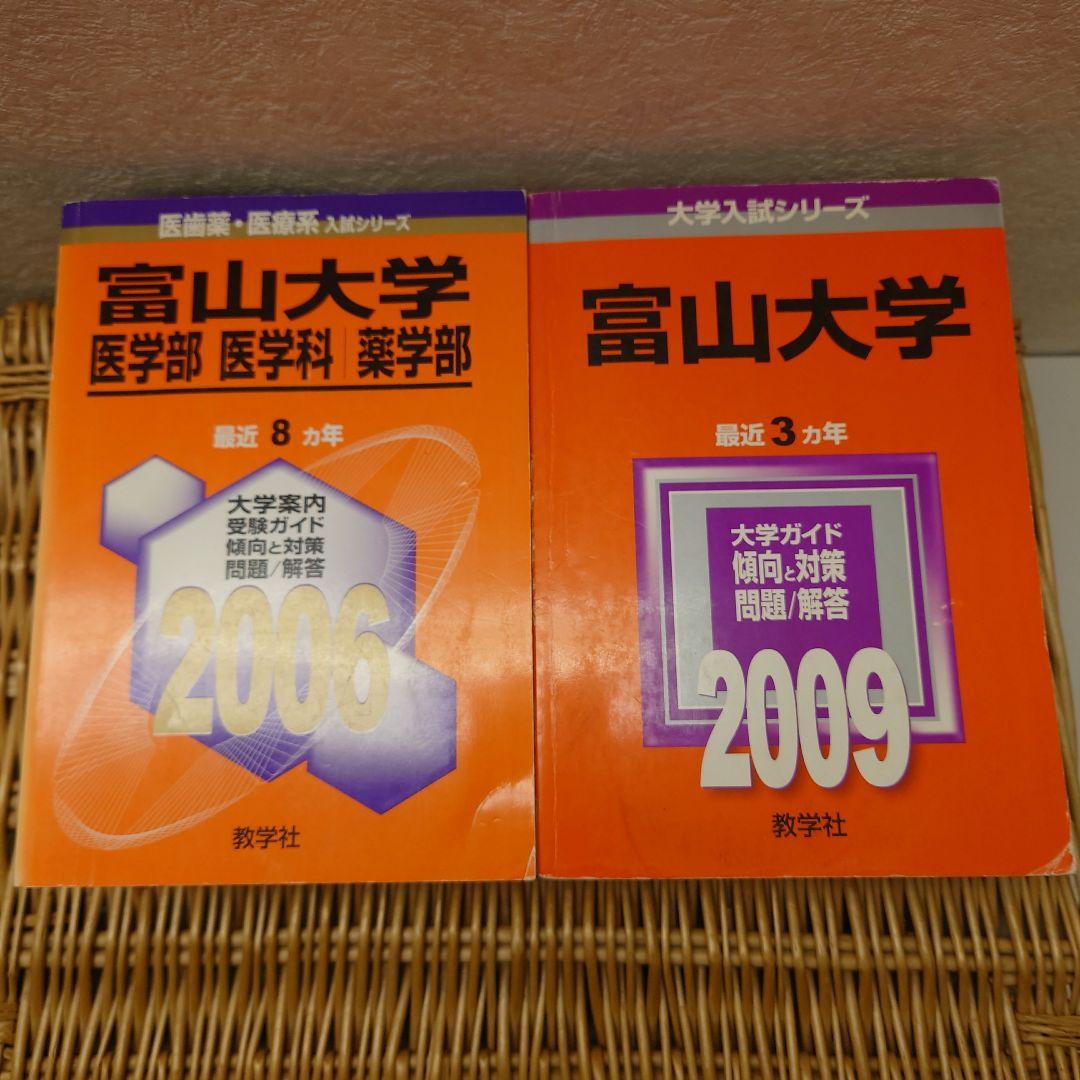 医歯薬・医療系 入試シリーズ
富山大学
医学部 医学科 薬学部
最近 8 カ年
大学案内
受験ガイド
傾向と対策
問題/解答
2006
教学社
大学入試シリーズ
富山大学
最近 3 カ年
大学ガイド
傾向と対策
問題/解答
2009
教学社